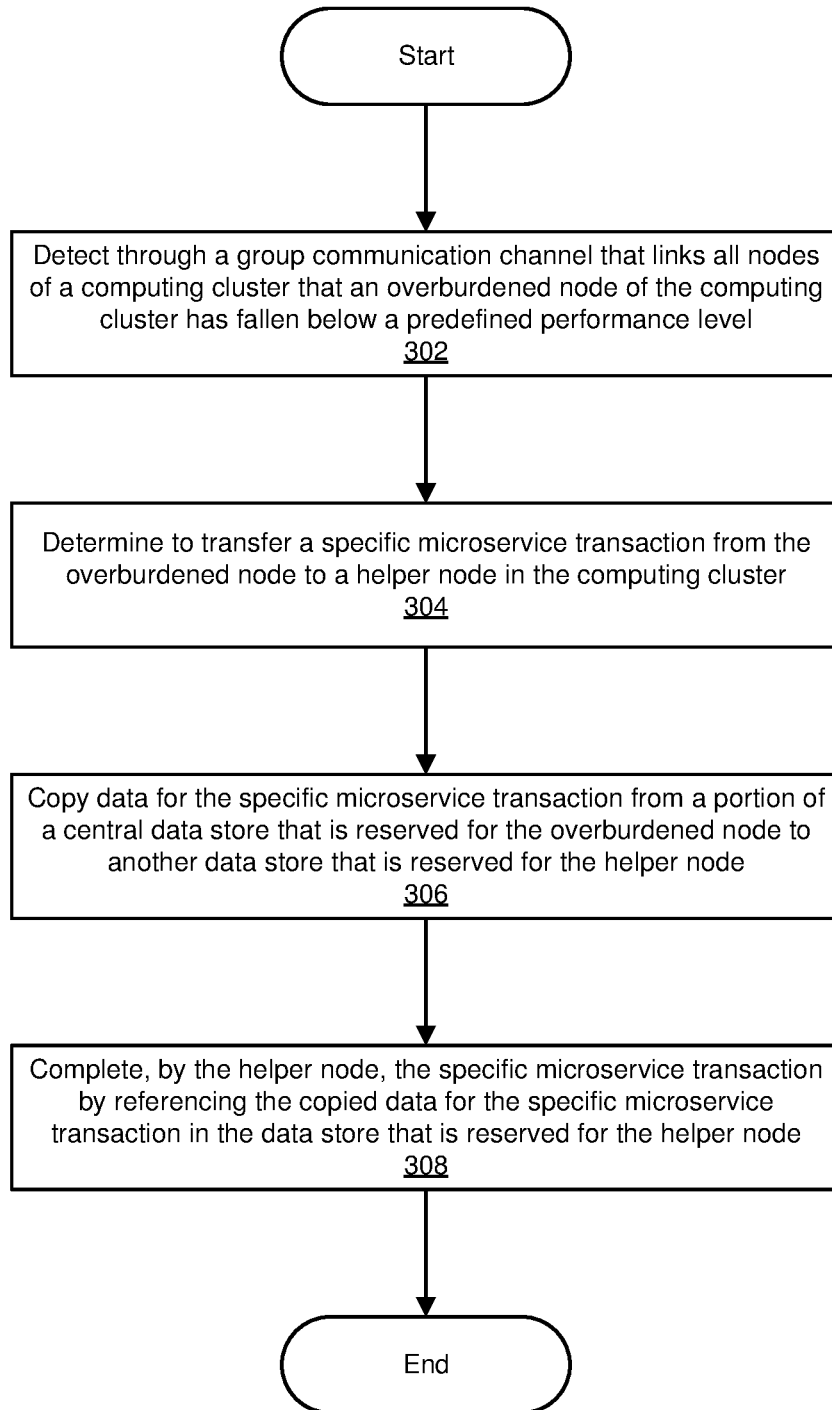 Start
Detect through a group communication channel that links all nodes
of a computing cluster that an overburdened node of the computing
cluster has fallen below a predefined performance level
302
Determine to transfer a specific microservice transaction from the
overburdened node to a helper node in the computing cluster
304
Copy data for the specific microservice transaction from a portion of
a central data store that is reserved for the overburdened node to
another data store that is reserved for the helper node
306
Complete, by the helper node, the specific microservice transaction
by referencing the copied data for the specific microservice
transaction in the data store that is reserved for the helper node
308
End